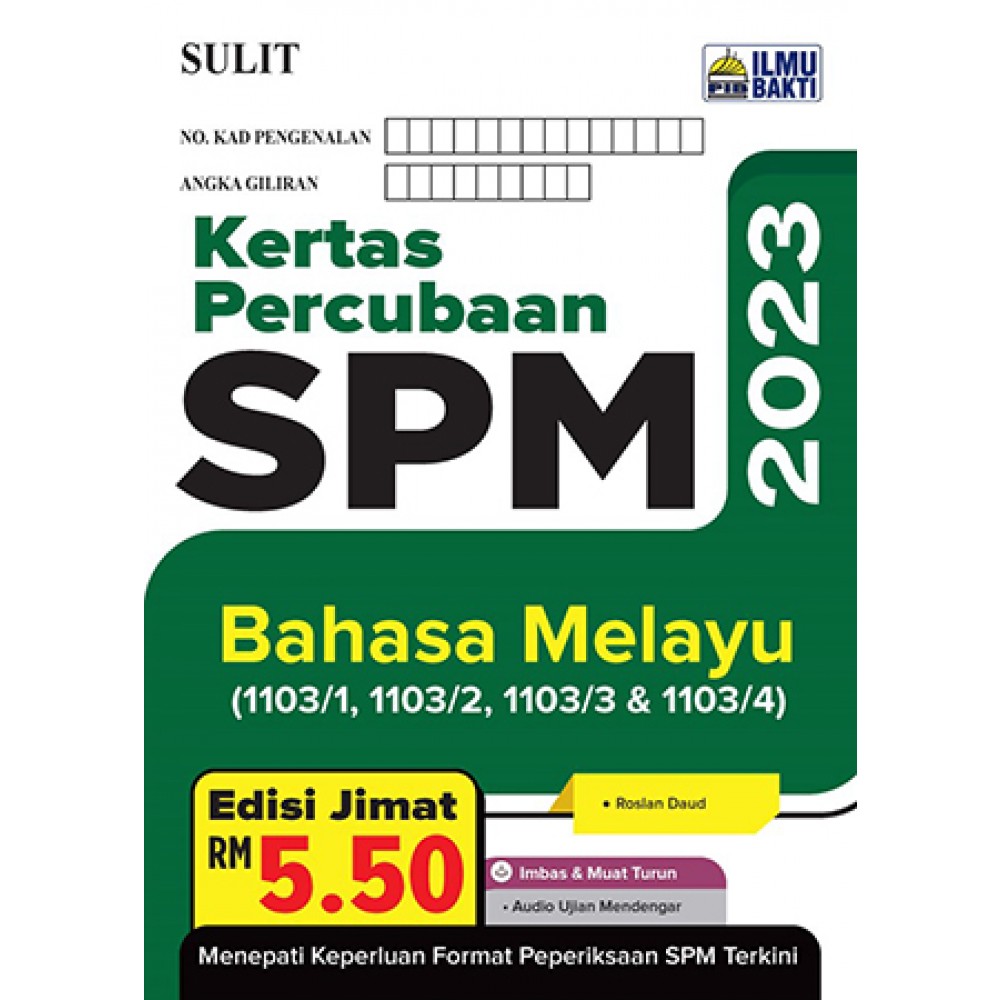 SULIT
PIB ILMU
BAKTI
NO. KAD PENGENALAN
ANGKA GILIRAN
Kertas
Percubaan
SPM
2023
Bahasa Melayu
(1103/1, 1103/2, 1103/3 & 1103/4)
Edisi Jimat
RM 5.50
• Roslan Daud
Imbas & Muat Turun
• Audio Ujian Mendengar
Menepati Keperluan Format Peperiksaan SPM Terkini